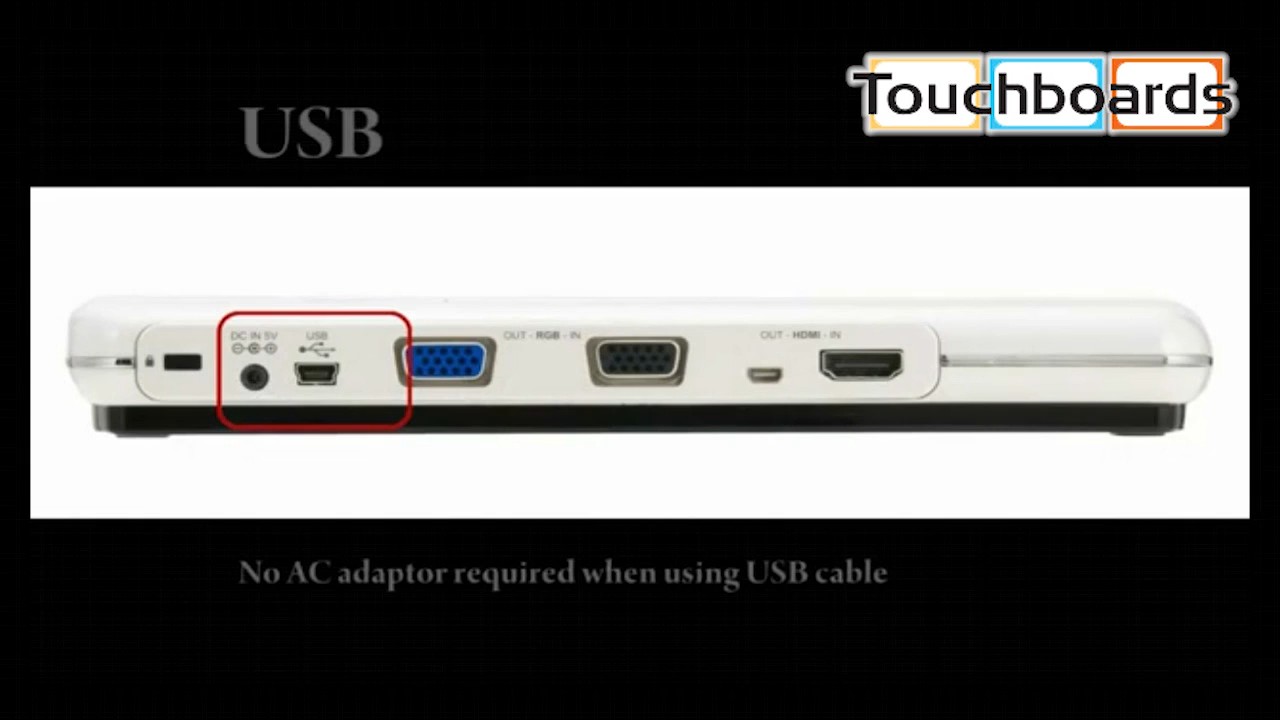 Touchboards
USB
DC IN 5V
USB
OUT - RGB - IN
OUT - HDMI - IN
No AC adaptor required when using USB cable